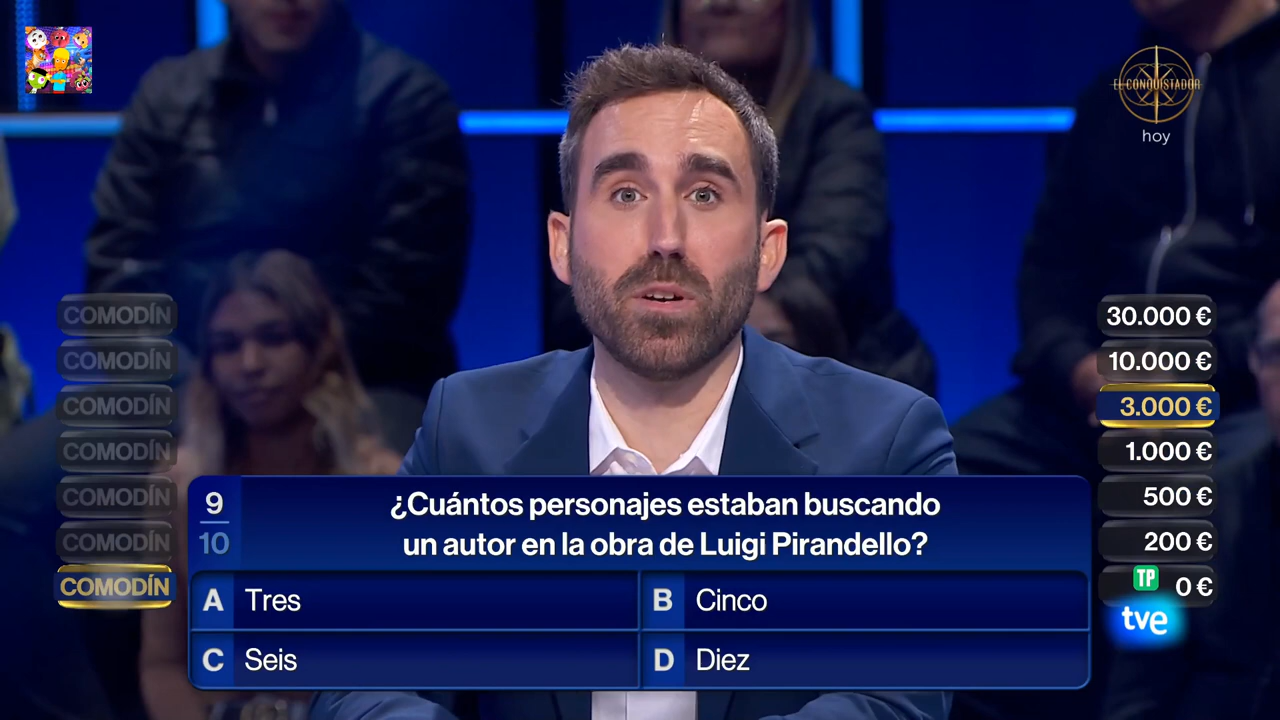 EL CONQUISTADOR
hoy
COMODÍN
COMODÍN
COMODÍN
COMODÍN
COMODÍN
COMODÍN
COMODÍN
30.000 €
10.000 €
3.000 €
1.000 €
500 €
200 €
TP 0 €
tve
9
10
¿Cuántos personajes estaban buscando
un autor en la obra de Luigi Pirandello?
A Tres
B Cinco
C Seis
D Diez